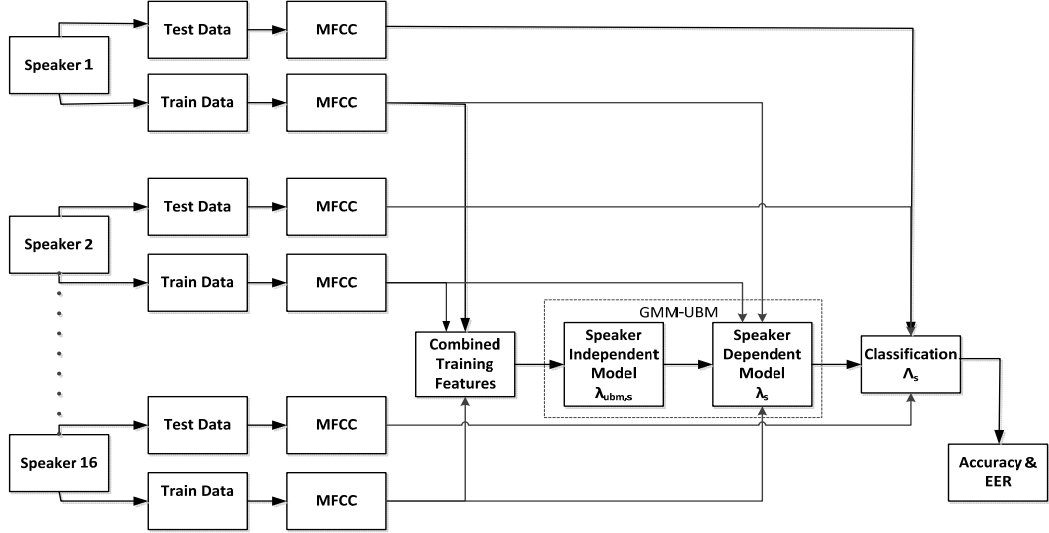 Test Data
MFCC
Speaker 1
Train Data
MFCC
Test Data
MFCC
Speaker 2
Train Data
MFCC
GMM-UBM
Combined
Training
Features
Speaker
Independent
Model
λubm,s
Speaker
Dependent
Model
λs
Classification
Λs
Test Data
MFCC
Speaker 16
Train Data
MFCC
Accuracy &
EER